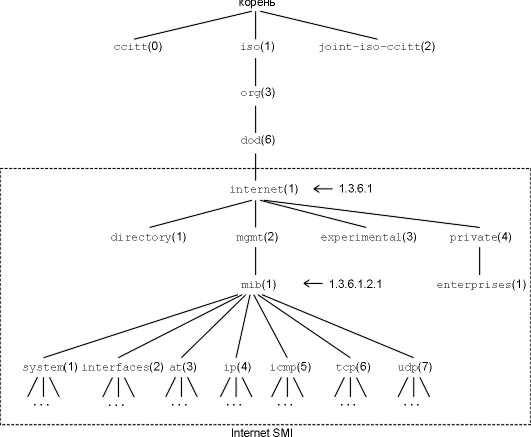 корень
ccitt(0) iso(1) joint-iso-ccitt(2)
org(3)
dod(6)
internet(1) ← 1.3.6.1
directory(1) mgmt(2) experimental(3) private(4)
mib(1) ← 1.3.6.1.2.1 enterprises(1)
system(1) interfaces(2) at(3) ip(4) icmp(5) tcp(6) udp(7)
... ... ... ... ... ... ...
Internet SMI